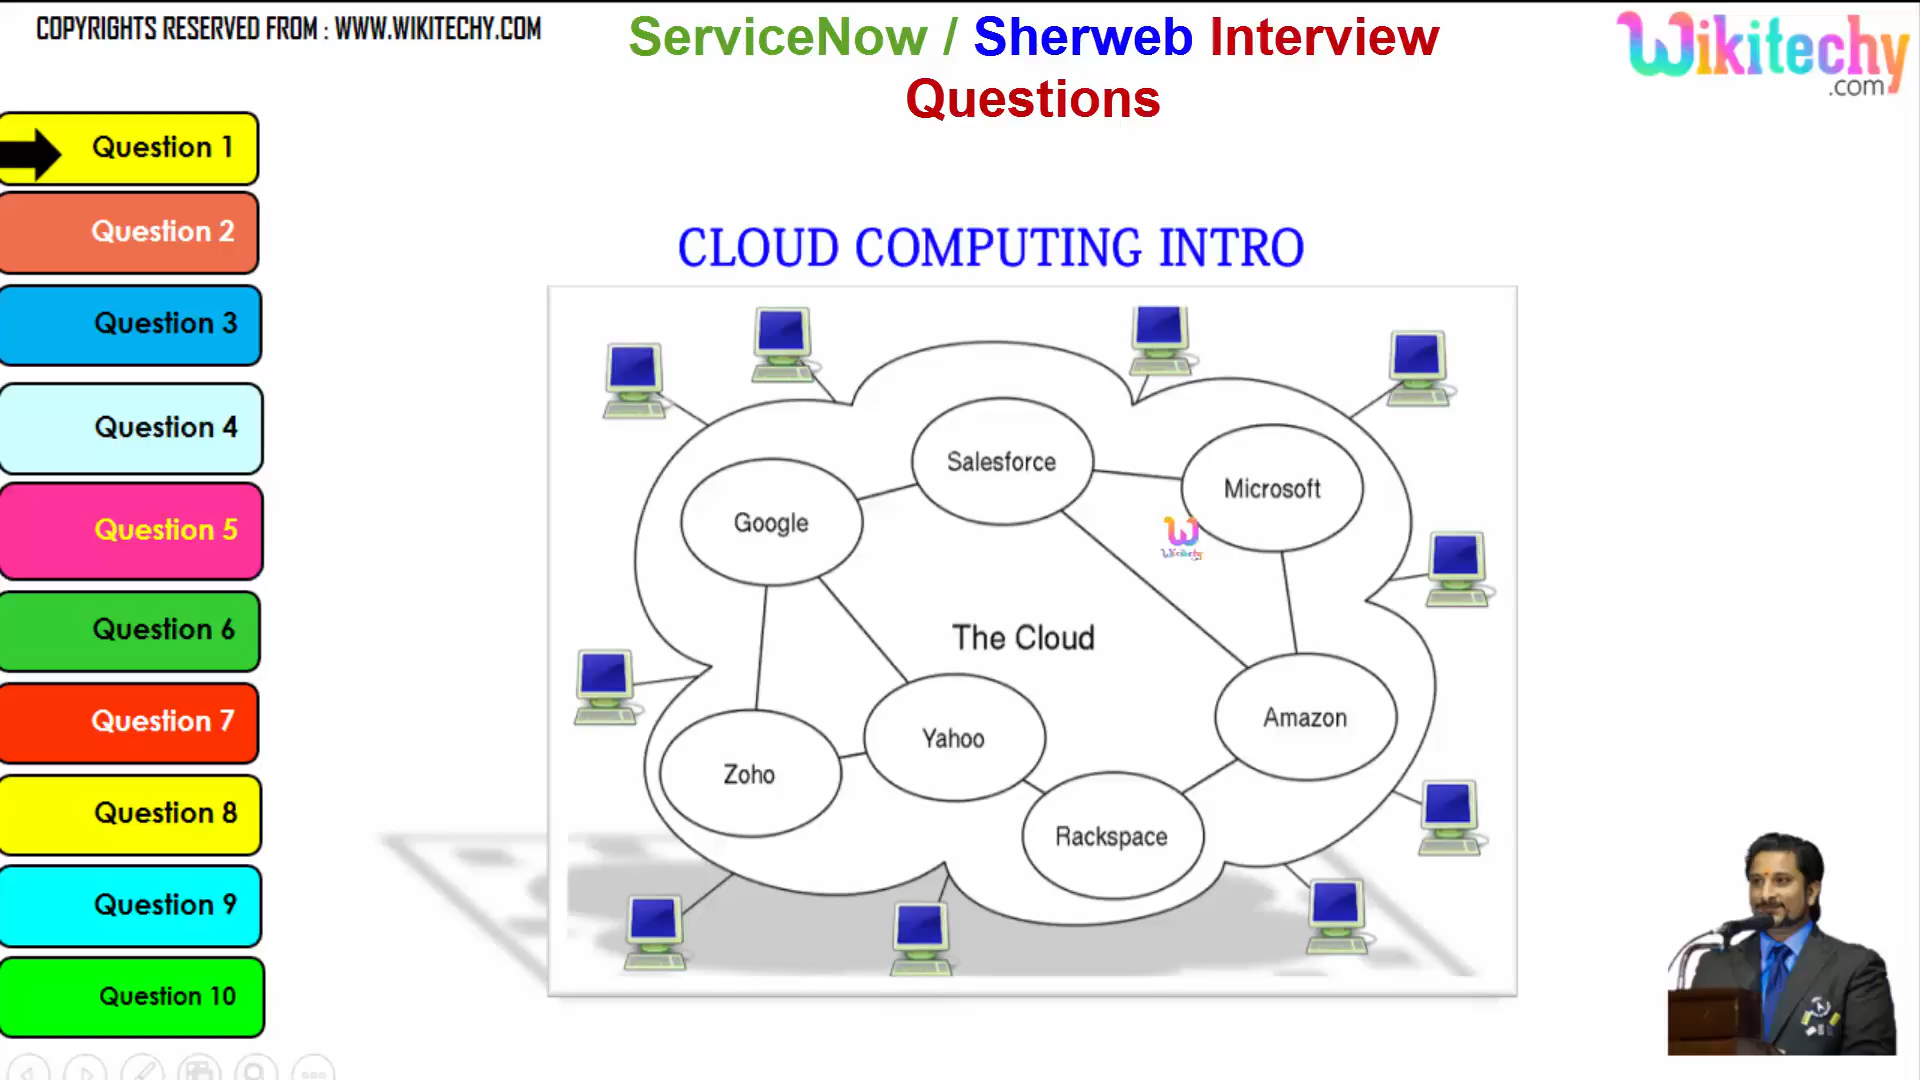 COPYRIGHTS RESERVED FROM : WWW.WIKITECHY.COM
ServiceNow / Sherweb Interview
Questions
Wikitechy
.com
Question 1
Question 2
Question 3
Question 4
Question 5
Question 6
Question 7
Question 8
Question 9
Question 10
CLOUD COMPUTING INTRO
Salesforce
Microsoft
Google
Wikitechy
The Cloud
Amazon
Yahoo
Zoho
Rackspace